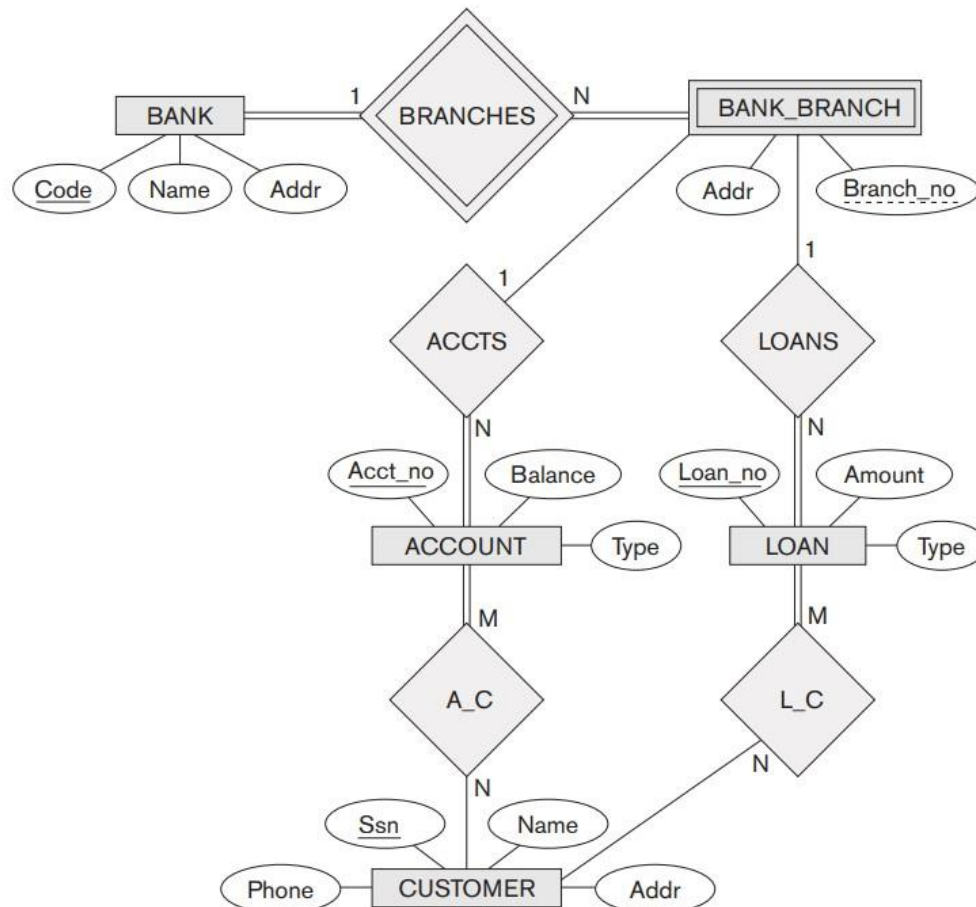 1
N
BRANCHES
BANK
BANK_BRANCH
Code
Name
Addr
Addr
Branch_no
1
1
ACCTS
LOANS
N
N
Acct_no
Balance
Loan_no
Amount
ACCOUNT
Type
LOAN
Type
M
M
A_C
L_C
N
N
Ssn
Name
Phone
CUSTOMER
Addr